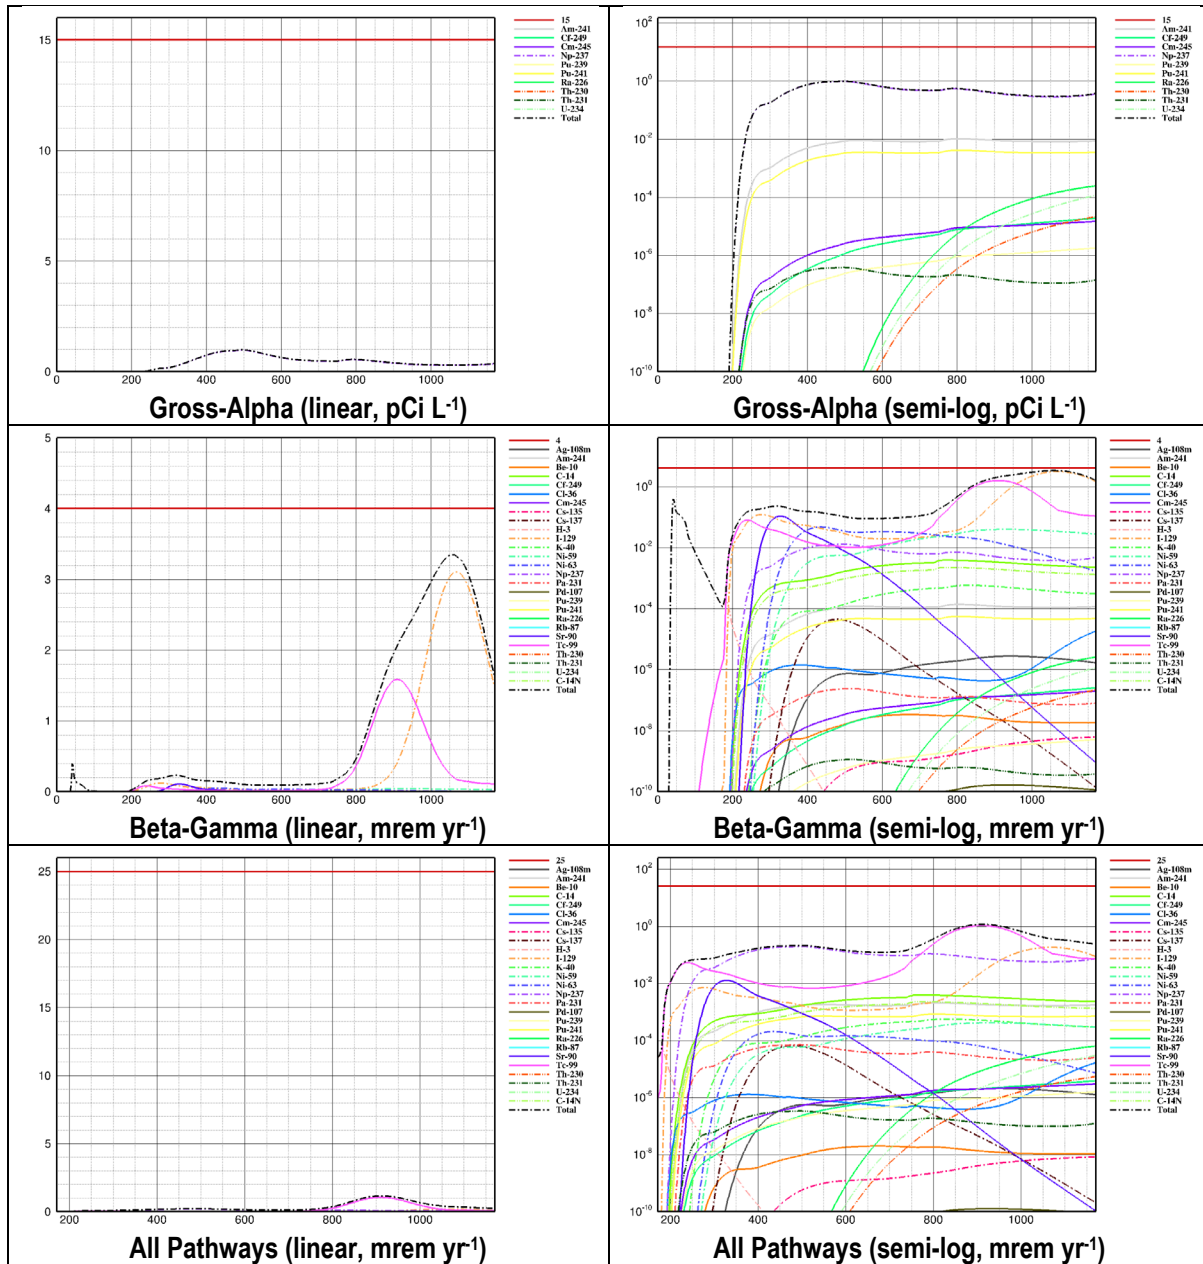 15
10
5
0
0
200
400
600
800
1000
15
Am-241
Cf-249
Cm-245
Np-237
Pu-239
Pu-241
Ra-226
Th-230
Th-231
U-234
Total
Gross-Alpha (linear, pCi L-1)
10²
10⁰
10⁻²
10⁻⁴
10⁻⁶
10⁻⁸
10⁻¹⁰
0
200
400
600
800
1000
15
Am-241
Cf-249
Cm-245
Np-237
Pu-239
Pu-241
Ra-226
Th-230
Th-231
U-234
Total
Gross-Alpha (semi-log, pCi L-1)
5
4
3
2
1
0
0
200
400
600
800
1000
4
Ag-108m
Am-241
Be-10
C-14
Cf-249
Cl-36
Cm-245
Cs-135
Cs-137
H-3
I-129
K-40
Ni-59
Ni-63
Np-237
Pa-231
Pd-107
Pu-239
Pu-241
Ra-226
Rb-87
Sr-90
Tc-99
Th-230
Th-231
U-234
C-14N
Total
Beta-Gamma (linear, mrem yr-1)
10⁰
10⁻²
10⁻⁴
10⁻⁶
10⁻⁸
10⁻¹⁰
0
200
400
600
800
1000
4
Ag-108m
Am-241
Be-10
C-14
Cf-249
Cl-36
Cm-245
Cs-135
Cs-137
H-3
I-129
K-40
Ni-59
Ni-63
Np-237
Pa-231
Pd-107
Pu-239
Pu-241
Ra-226
Rb-87
Sr-90
Tc-99
Th-230
Th-231
U-234
C-14N
Total
Beta-Gamma (semi-log, mrem yr-1)
25
20
15
10
5
0
200
400
600
800
1000
25
Ag-108m
Am-241
Be-10
C-14
Cf-249
Cl-36
Cm-245
Cs-135
Cs-137
H-3
I-129
K-40
Ni-59
Ni-63
Np-237
Pa-231
Pd-107
Pu-239
Pu-241
Ra-226
Rb-87
Sr-90
Tc-99
Th-230
Th-231
U-234
C-14N
Total
All Pathways (linear, mrem yr-1)
10²
10⁰
10⁻²
10⁻⁴
10⁻⁶
10⁻⁸
10⁻¹⁰
200
400
600
800
1000
25
Ag-108m
Am-241
Be-10
C-14
Cf-249
Cl-36
Cm-245
Cs-135
Cs-137
H-3
I-129
K-40
Ni-59
Ni-63
Np-237
Pa-231
Pd-107
Pu-239
Pu-241
Ra-226
Rb-87
Sr-90
Tc-99
Th-230
Th-231
U-234
C-14N
Total
All Pathways (semi-log, mrem yr-1)